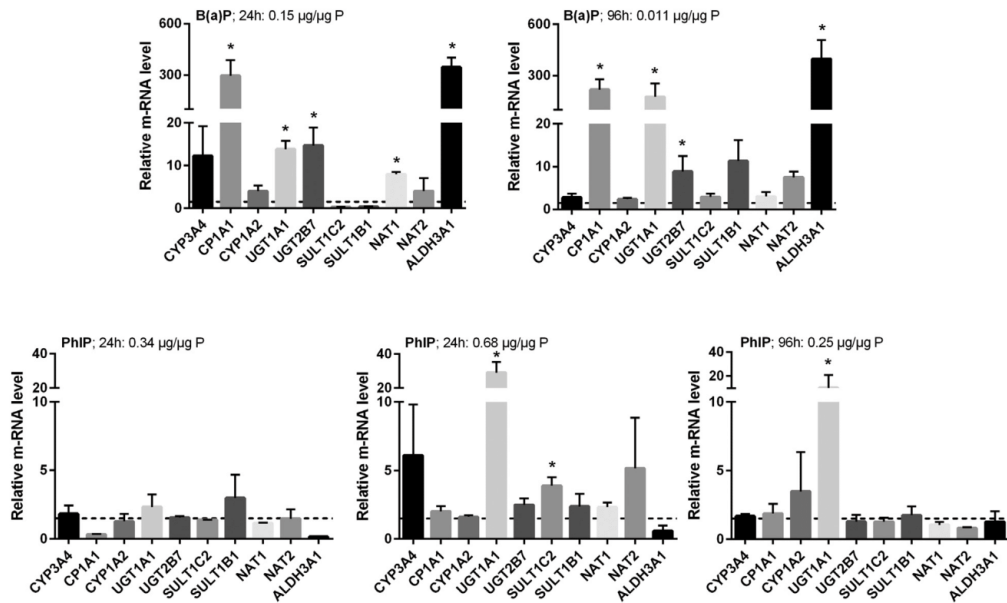 B(a)P; 24h: 0.15 µg/µg P
Relative m-RNA level
600
300
20
10
0
*
*
*
*
*
CYP3A4
CP1A1
CYP1A2
UGT1A1
UGT2B7
SULT1C2
SULT1B1
NAT1
NAT2
ALDH3A1
B(a)P; 96h: 0.011 µg/µg P
Relative m-RNA level
600
300
20
10
0
*
*
*
*
CYP3A4
CP1A1
CYP1A2
UGT1A1
UGT2B7
SULT1C2
SULT1B1
NAT1
NAT2
ALDH3A1
PhIP; 24h: 0.34 µg/µg P
Relative m-RNA level
40
20
10
5
0
CYP3A4
CP1A1
CYP1A2
UGT1A1
UGT2B7
SULT1C2
SULT1B1
NAT1
NAT2
ALDH3A1
PhIP; 24h: 0.68 µg/µg P
Relative m-RNA level
40
20
10
5
0
*
*
CYP3A4
CP1A1
CYP1A2
UGT1A1
UGT2B7
SULT1C2
SULT1B1
NAT1
NAT2
ALDH3A1
PhIP; 96h: 0.25 µg/µg P
Relative m-RNA level
40
20
10
5
0
*
CYP3A4
CP1A1
CYP1A2
UGT1A1
UGT2B7
SULT1C2
SULT1B1
NAT1
NAT2
ALDH3A1